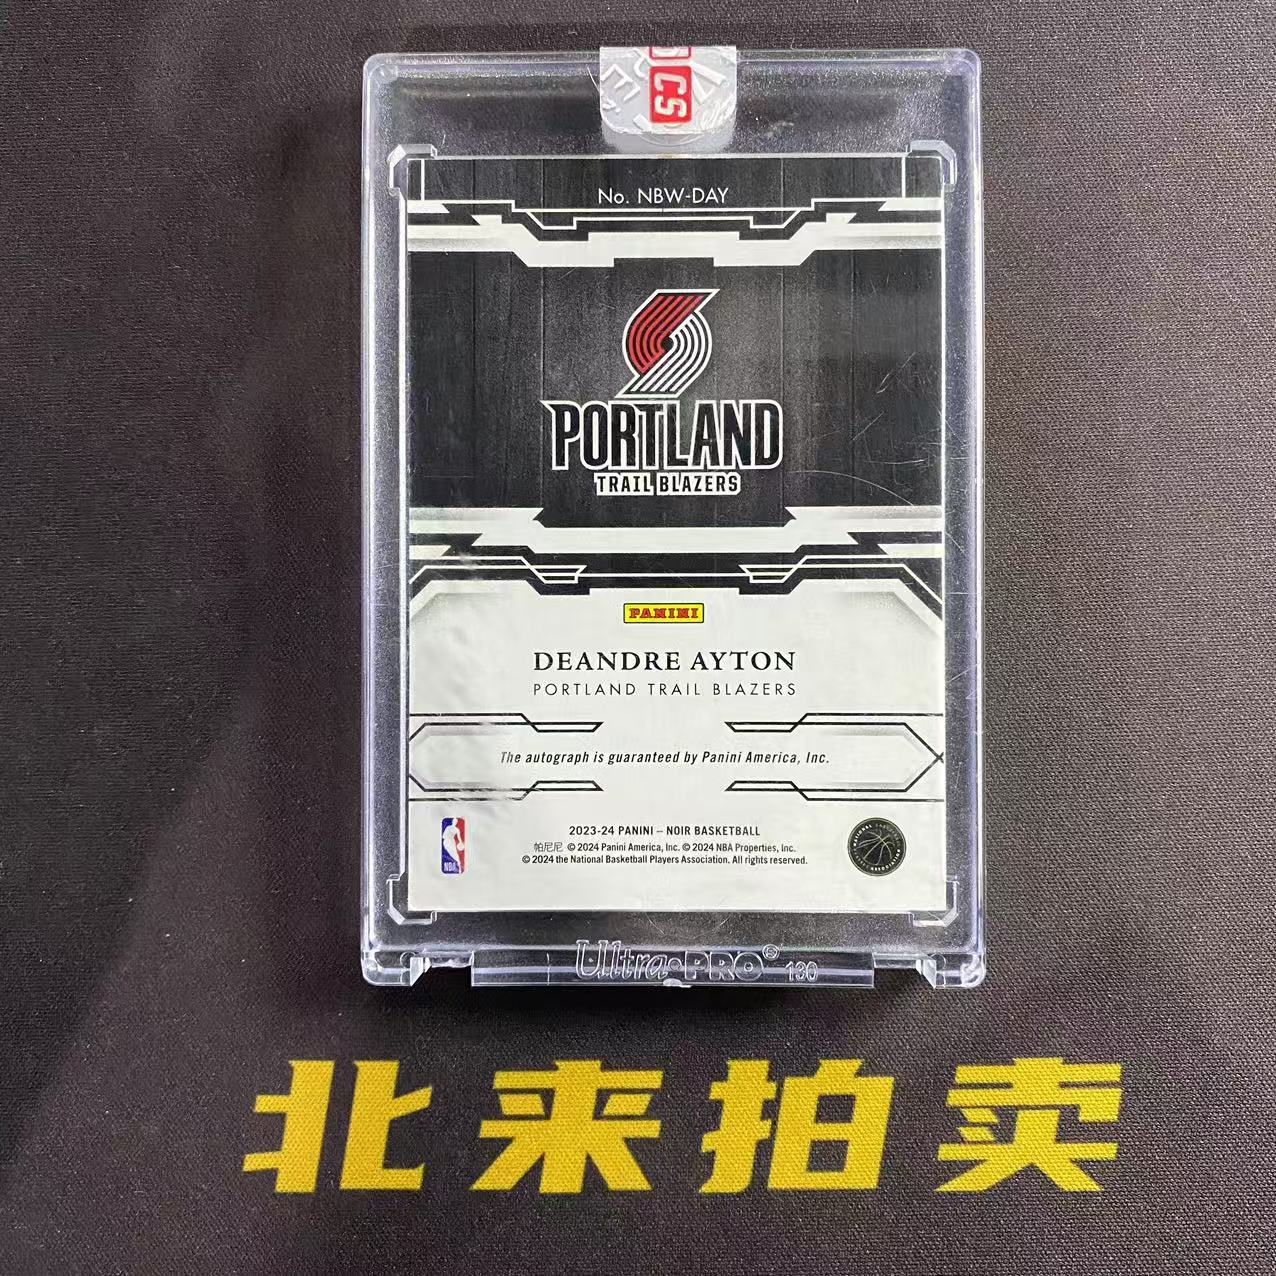 ICS
No. NBW-DAY
PORTLAND
TRAIL BLAZERS
PANINI
DEANDRE AYTON
PORTLAND TRAIL BLAZERS
The autograph is guaranteed by Panini America, Inc.
2023-24 PANINI – NOIR BASKETBALL
帕尼尼 © 2024 Panini America, Inc. © 2024 NBA Properties, Inc.
© 2024 the National Basketball Players Association. All rights reserved.
NBA
Ultra•PRO® 130
北来拍卖